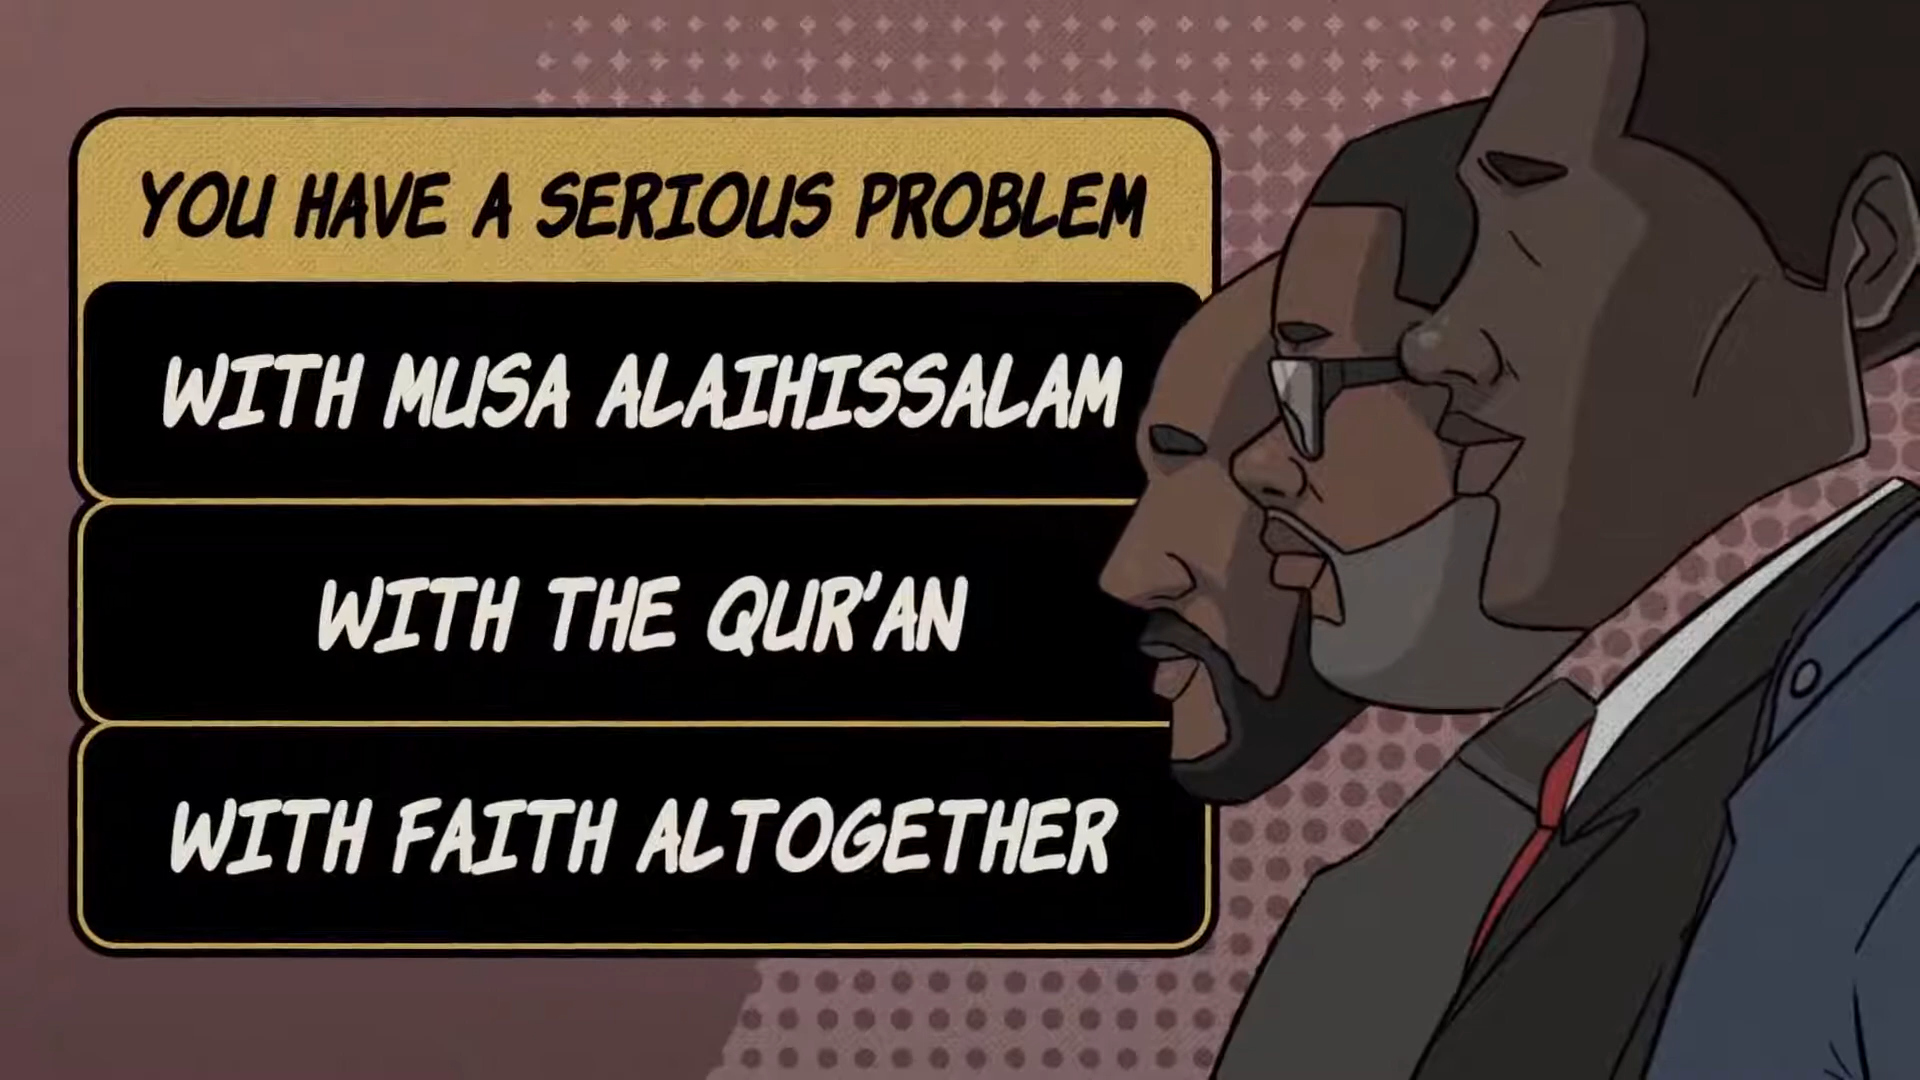 YOU HAVE A SERIOUS PROBLEM
WITH MUSA ALAIHISSALAM
WITH THE QUR'AN
WITH FAITH ALTOGETHER